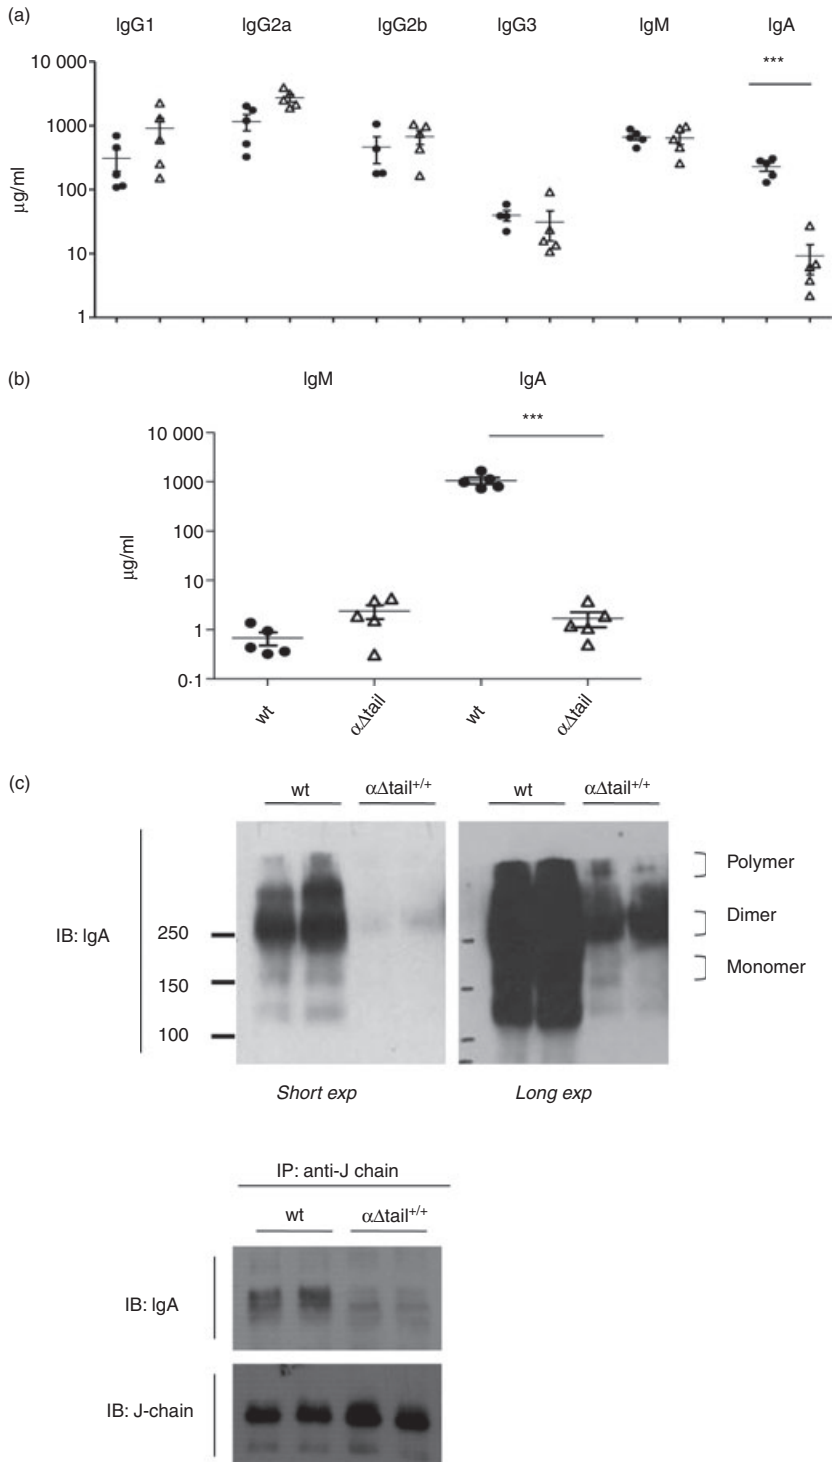 (a)
IgG1 IgG2a IgG2b IgG3 IgM IgA
***
10 000
1000
100
10
1
µg/ml
(b)
IgM IgA
***
10 000
1000
100
10
1
0·1
µg/ml
wt αΔtail wt αΔtail
(c)
wt αΔtail+/+ wt αΔtail+/+
IB: IgA
250
150
100
Polymer
Dimer
Monomer
Short exp Long exp
IP: anti-J chain
wt αΔtail+/+
IB: IgA
IB: J-chain